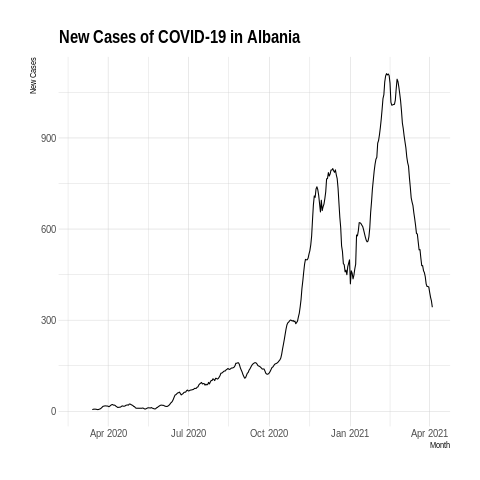 New Cases of COVID-19 in Albania
New Cases
900
600
300
0
Apr 2020 Jul 2020 Oct 2020 Jan 2021 Apr 2021
Month